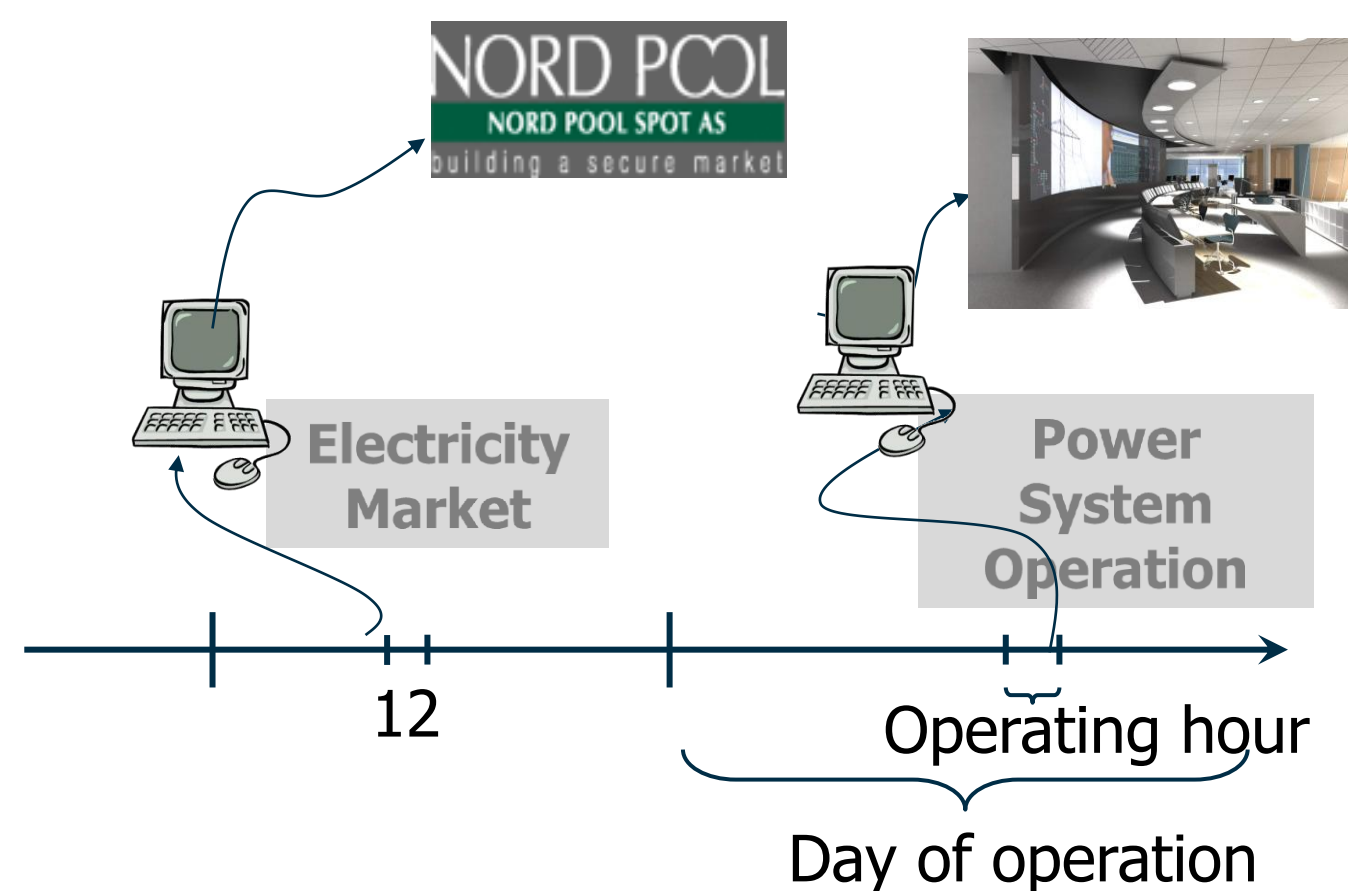 NORD POOL
NORD POOL SPOT AS
building a secure market
Electricity
Market
Power
System
Operation
12
Operating hour
Day of operation